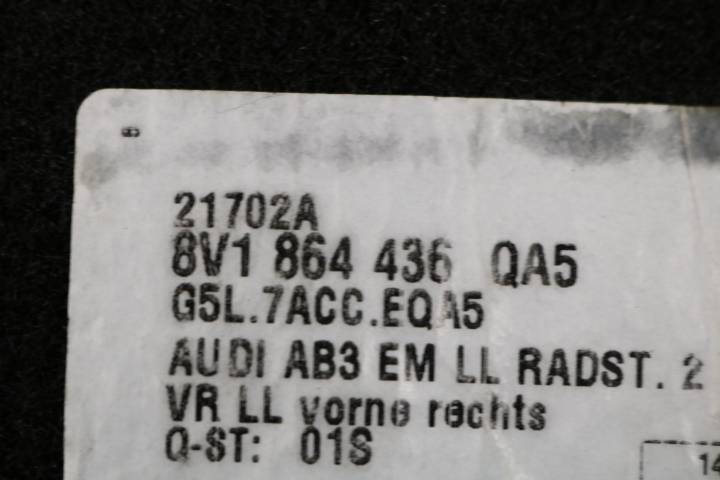 21702A
8V1 864 436 QA5
G5L.7ACC.EQA5
AUDI AB3 EM LL RADST. 2
VR LL vorne rechts
Q-ST: 01S
14